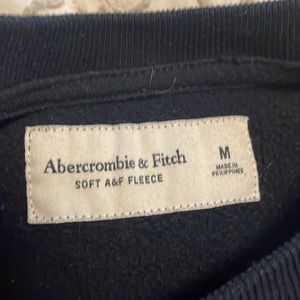 Abercrombie & Fitch
SOFT A&F FLEECE
M
MADE IN
PHILIPPINES